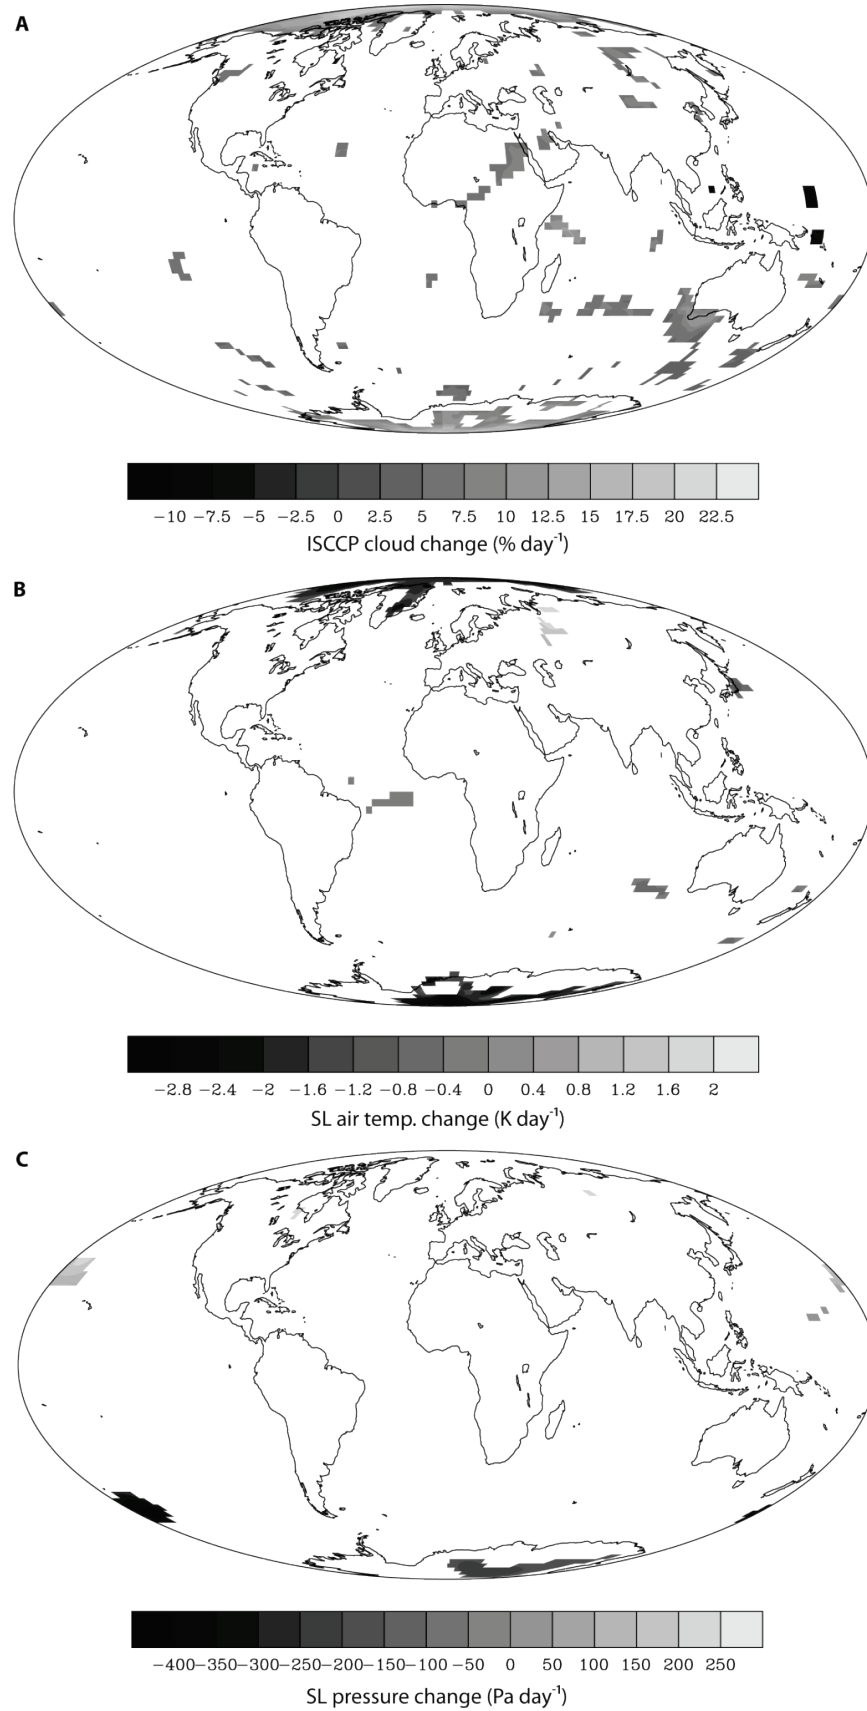 A
−10 −7.5 −5 −2.5 0 2.5 5 7.5 10 12.5 15 17.5 20 22.5
ISCCP cloud change (% day⁻¹)
B
−2.8 −2.4 −2 −1.6 −1.2 −0.8 −0.4 0 0.4 0.8 1.2 1.6 2
SL air temp. change (K day⁻¹)
C
−400−350−300−250−200−150−100−50 0 50 100 150 200 250
SL pressure change (Pa day⁻¹)